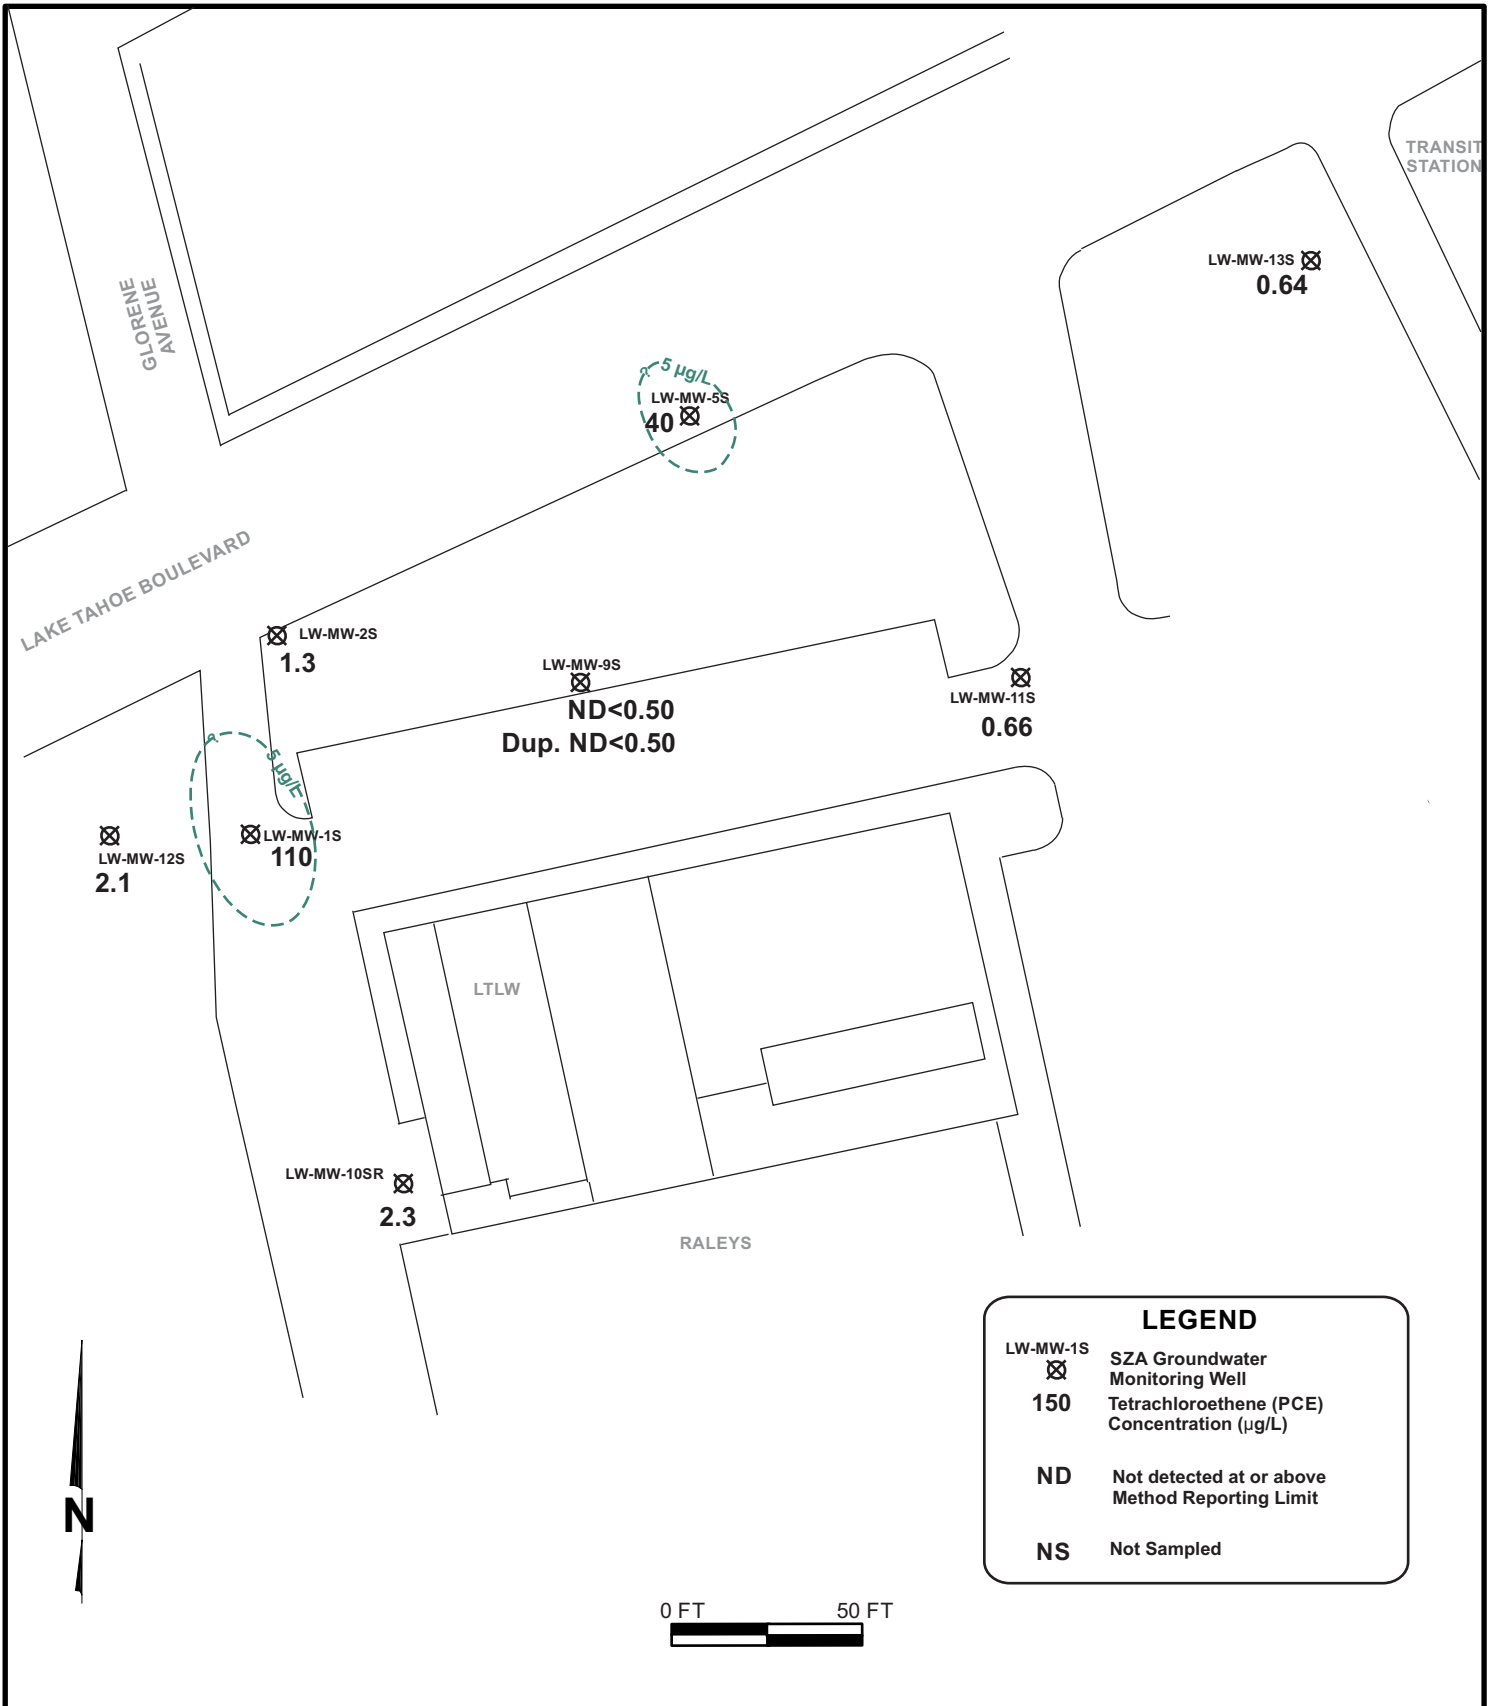 TRANSIT
STATION
LW-MW-13S
0.64
GLORENE
AVENUE
? 5 µg/L
LW-MW-5S
40
LAKE TAHOE BOULEVARD
LW-MW-2S
1.3
LW-MW-9S
ND<0.50
Dup. ND<0.50
LW-MW-11S
0.66
? 5 µg/L
LW-MW-1S
110
LW-MW-12S
2.1
LTLW
LW-MW-10SR
2.3
RALEYS
LEGEND
LW-MW-1S
SZA Groundwater
Monitoring Well
150
Tetrachloroethene (PCE)
Concentration (µg/L)
ND
Not detected at or above
Method Reporting Limit
NS
Not Sampled
N
0 FT 50 FT